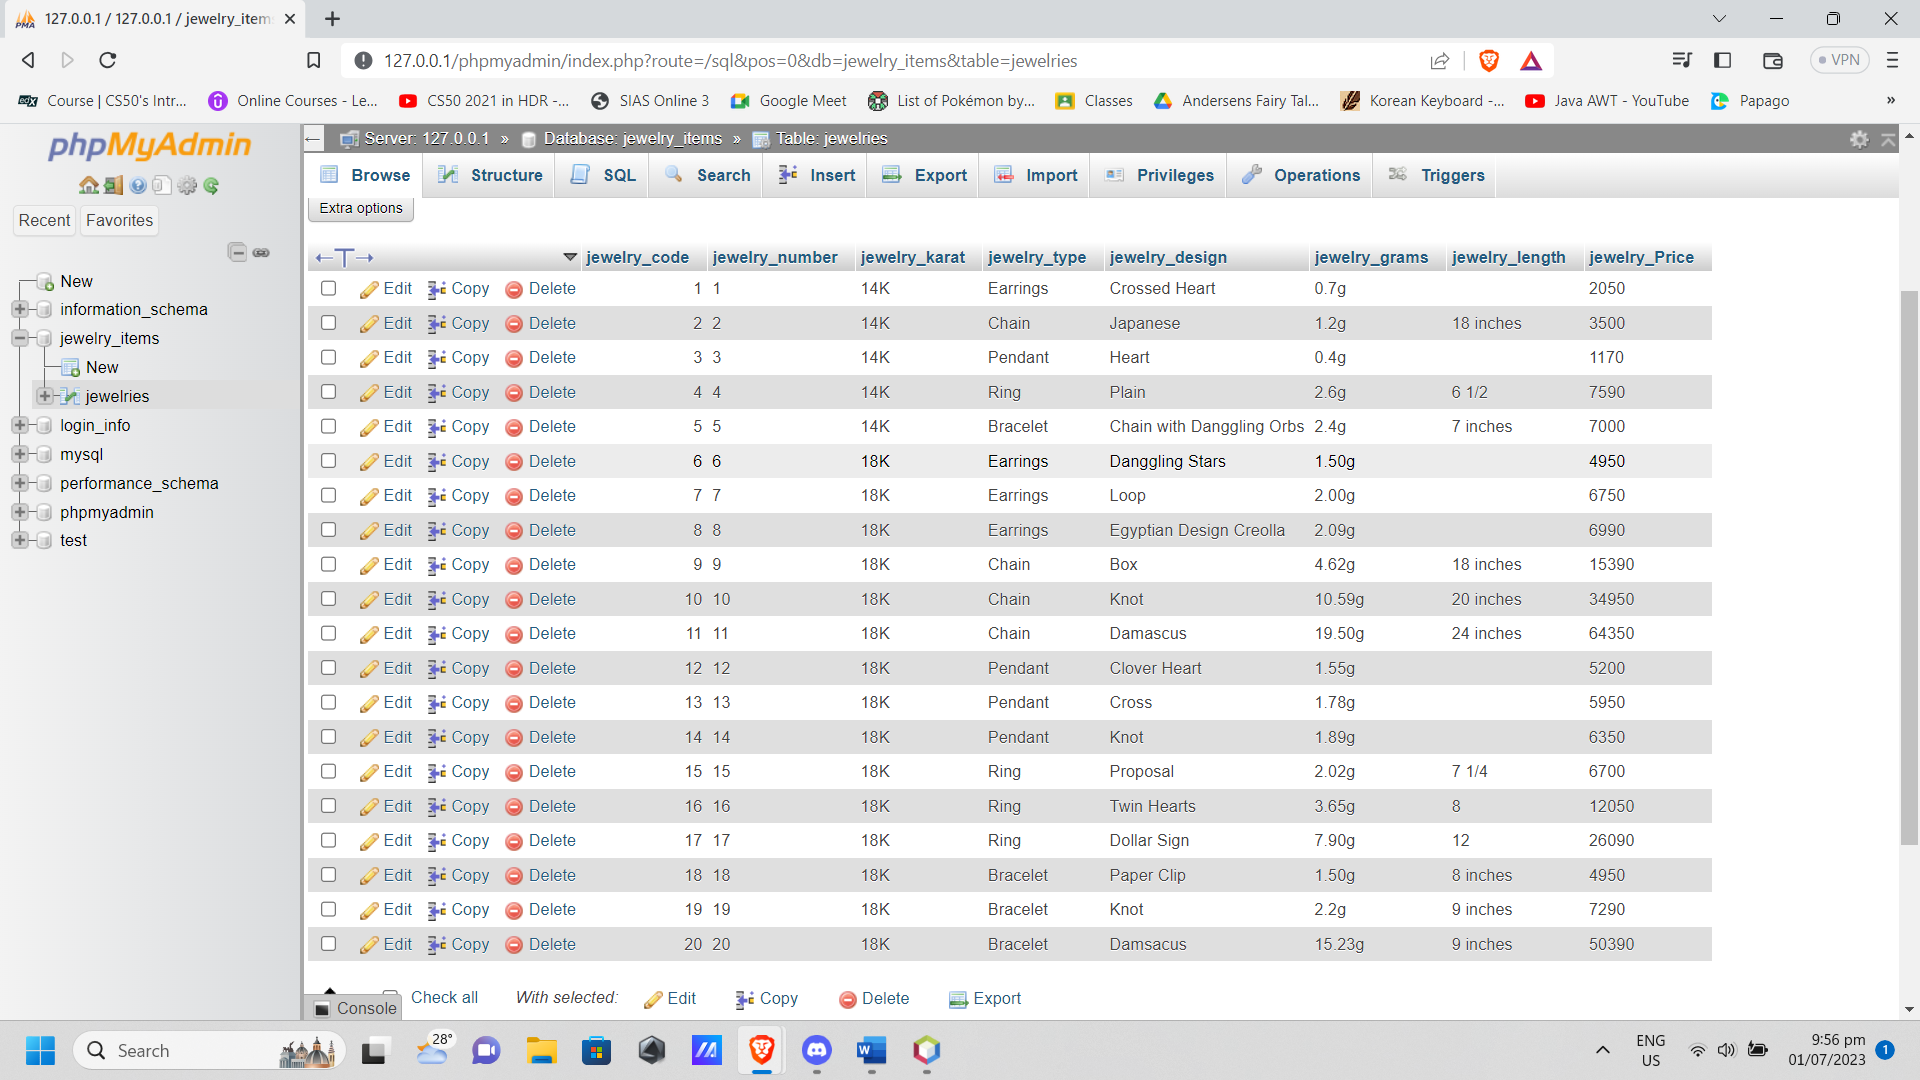 127.0.0.1 / 127.0.0.1 / jewelry_item
127.0.0.1/phpmyadmin/index.php?route=/sql&pos=0&db=jewelry_items&table=jewelries
VPN
Course | CS50's Intr... Online Courses - Le... CS50 2021 in HDR -... SIAS Online 3 Google Meet List of Pokémon by... Classes Andersens Fairy Tal... Korean Keyboard -... Java AWT - YouTube Papago »
phpMyAdmin
Recent Favorites
New
information_schema
jewelry_items
New
jewelries
login_info
mysql
performance_schema
phpmyadmin
test
Server: 127.0.0.1 » Database: jewelry_items » Table: jewelries
Browse Structure SQL Search Insert Export Import Privileges Operations Triggers
Extra options
←T→ jewelry_code jewelry_number jewelry_karat jewelry_type jewelry_design jewelry_grams jewelry_length jewelry_Price
Edit Copy Delete 1 1 14K Earrings Crossed Heart 0.7g 2050
Edit Copy Delete 2 2 14K Chain Japanese 1.2g 18 inches 3500
Edit Copy Delete 3 3 14K Pendant Heart 0.4g 1170
Edit Copy Delete 4 4 14K Ring Plain 2.6g 6 1/2 7590
Edit Copy Delete 5 5 14K Bracelet Chain with Danggling Orbs 2.4g 7 inches 7000
Edit Copy Delete 6 6 18K Earrings Danggling Stars 1.50g 4950
Edit Copy Delete 7 7 18K Earrings Loop 2.00g 6750
Edit Copy Delete 8 8 18K Earrings Egyptian Design Creolla 2.09g 6990
Edit Copy Delete 9 9 18K Chain Box 4.62g 18 inches 15390
Edit Copy Delete 10 10 18K Chain Knot 10.59g 20 inches 34950
Edit Copy Delete 11 11 18K Chain Damascus 19.50g 24 inches 64350
Edit Copy Delete 12 12 18K Pendant Clover Heart 1.55g 5200
Edit Copy Delete 13 13 18K Pendant Cross 1.78g 5950
Edit Copy Delete 14 14 18K Pendant Knot 1.89g 6350
Edit Copy Delete 15 15 18K Ring Proposal 2.02g 7 1/4 6700
Edit Copy Delete 16 16 18K Ring Twin Hearts 3.65g 8 12050
Edit Copy Delete 17 17 18K Ring Dollar Sign 7.90g 12 26090
Edit Copy Delete 18 18 18K Bracelet Paper Clip 1.50g 8 inches 4950
Edit Copy Delete 19 19 18K Bracelet Knot 2.2g 9 inches 7290
Edit Copy Delete 20 20 18K Bracelet Damsacus 15.23g 9 inches 50390
Check all With selected: Edit Copy Delete Export
Console
Search 28° ENG US 9:56 pm 01/07/2023 1